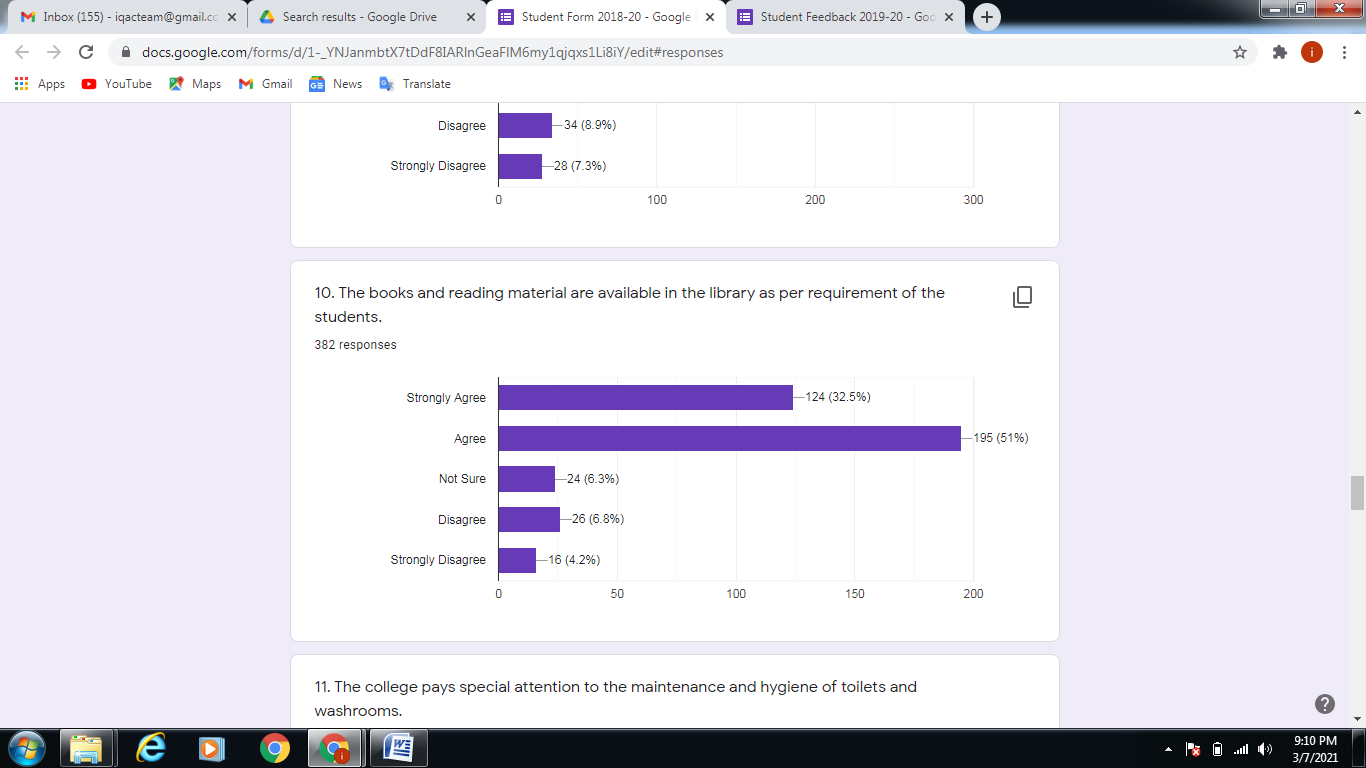 Inbox (155) - iqacteam@gmail.co
Search results - Google Drive
Student Form 2018-20 - Google
Student Feedback 2019-20 - Goo
docs.google.com/forms/d/1-_YNJanmbtX7tDdF8IARlnGeaFIM6my1qjqxs1Li8iY/edit#responses
i
Apps YouTube Maps Gmail News Translate
Disagree 34 (8.9%)
Strongly Disagree 28 (7.3%)
0 100 200 300
10. The books and reading material are available in the library as per requirement of the
students.
382 responses
Strongly Agree 124 (32.5%)
Agree 195 (51%)
Not Sure 24 (6.3%)
Disagree 26 (6.8%)
Strongly Disagree 16 (4.2%)
0 50 100 150 200
11. The college pays special attention to the maintenance and hygiene of toilets and
washrooms.
9:10 PM
3/7/2021